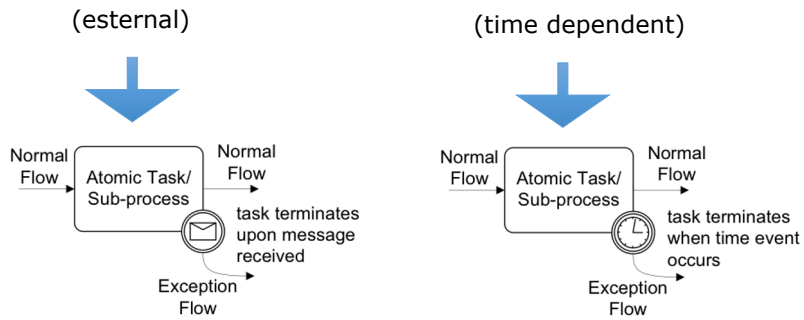 (esternal)
(time dependent)
Normal
Flow
Atomic Task/
Sub-process
Normal
Flow
task terminates
upon message
received
Exception
Flow
Normal
Flow
Atomic Task/
Sub-process
Normal
Flow
task terminates
when time event
occurs
Exception
Flow